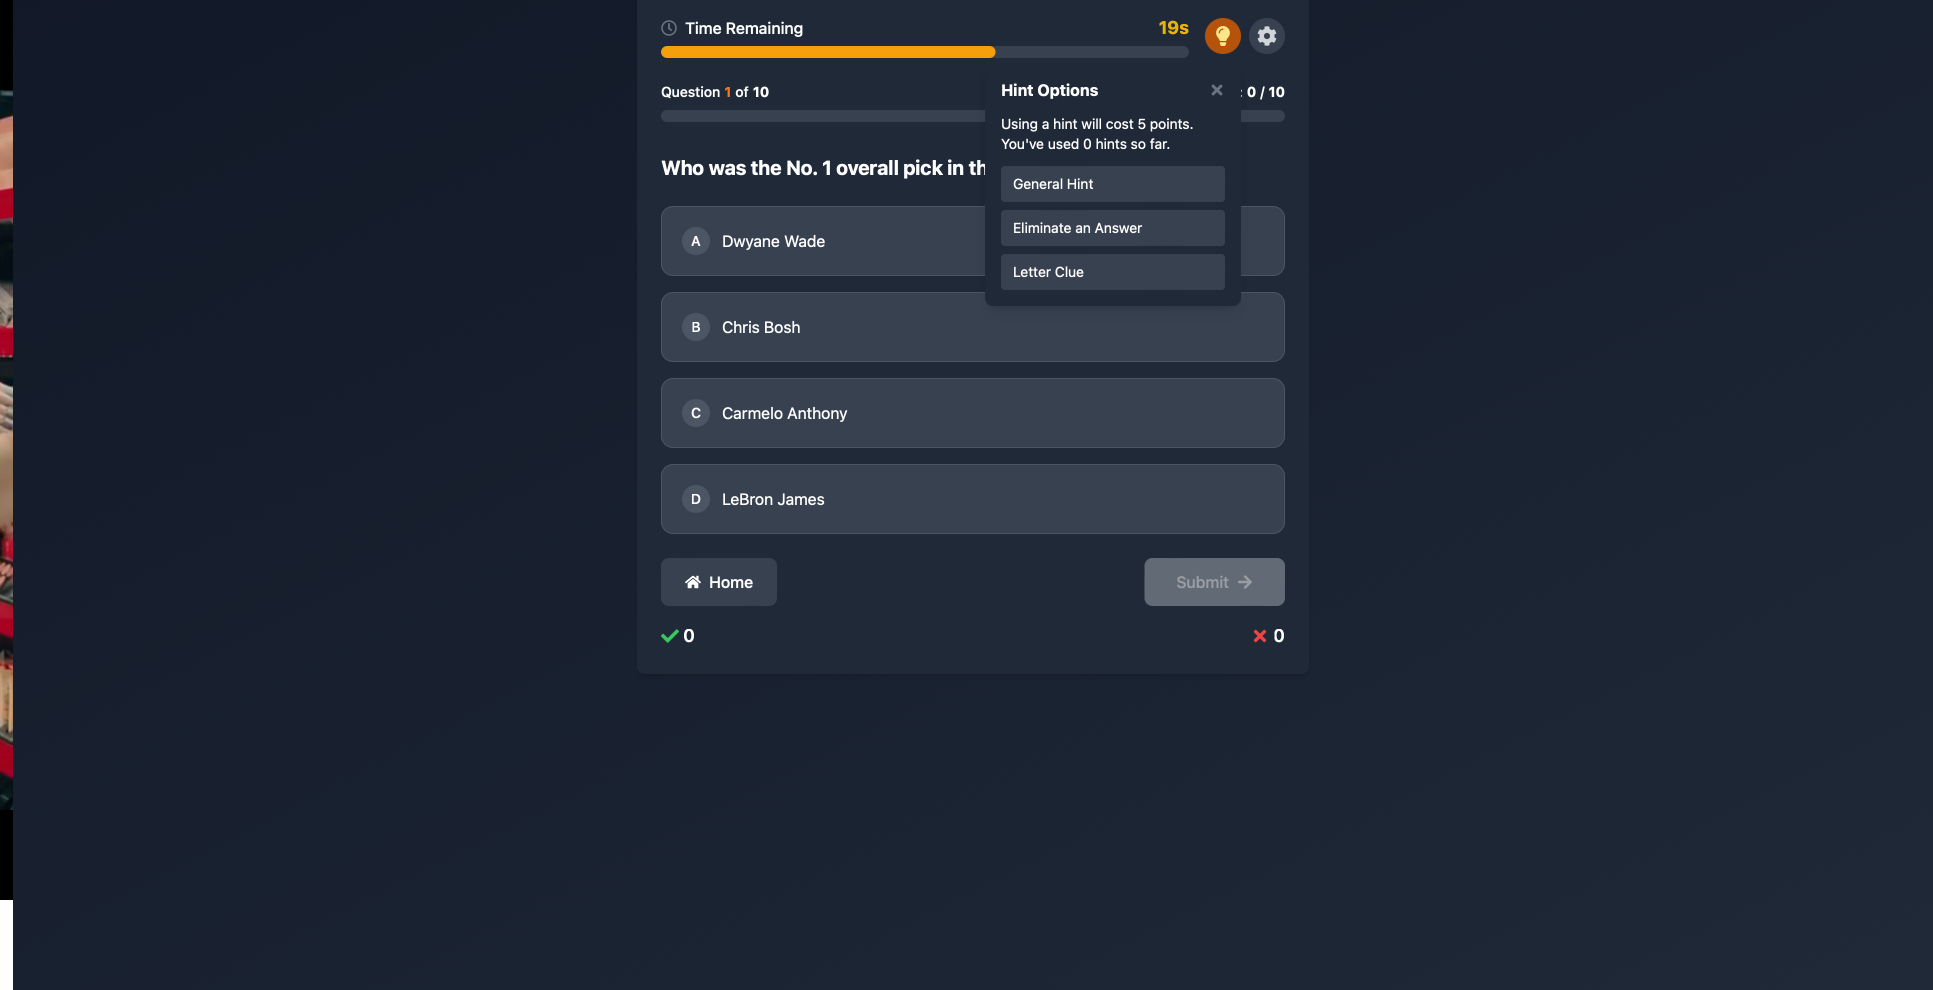 Time Remaining
19s
Question 1 of 10
: 0 / 10
Hint Options
Using a hint will cost 5 points.
You've used 0 hints so far.
General Hint
Eliminate an Answer
Letter Clue
Who was the No. 1 overall pick in th
A Dwyane Wade
B Chris Bosh
C Carmelo Anthony
D LeBron James
Home
Submit
0
0